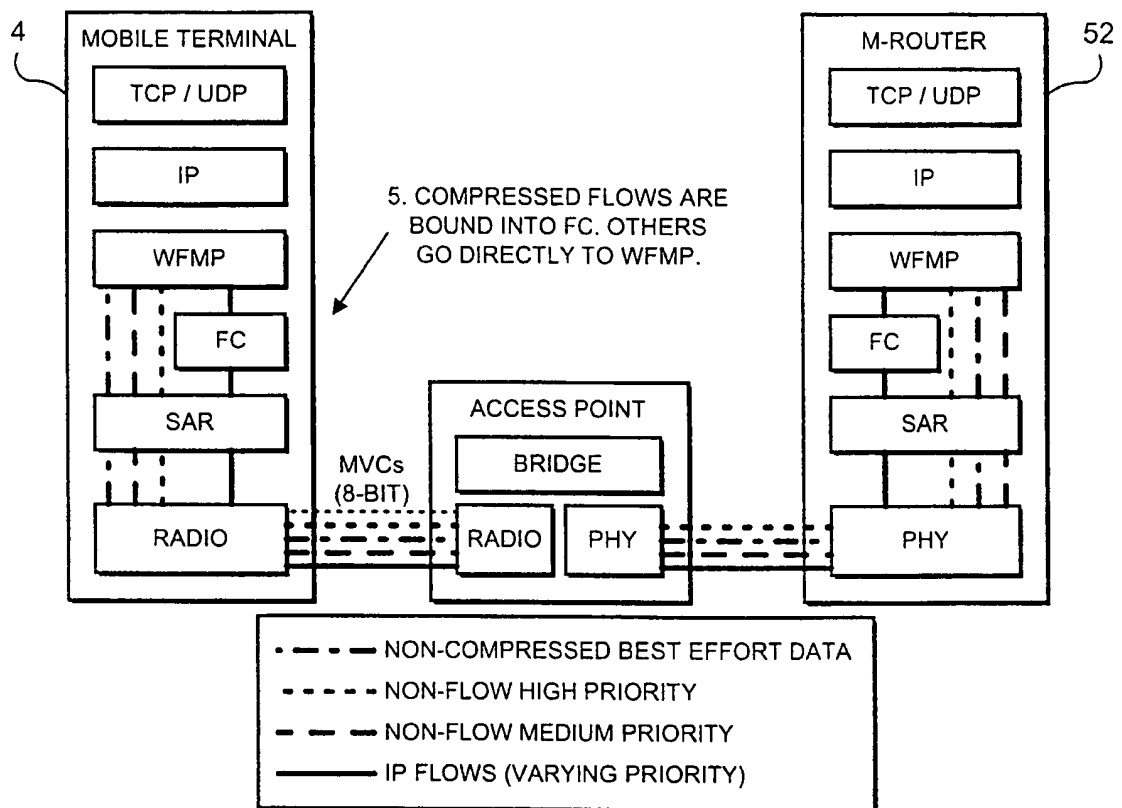 4
MOBILE TERMINAL
TCP / UDP
IP
WFMP
FC
SAR
RADIO
5. COMPRESSED FLOWS ARE
BOUND INTO FC. OTHERS
GO DIRECTLY TO WFMP.
MVCs
(8-BIT)
ACCESS POINT
BRIDGE
RADIO
PHY
M-ROUTER
52
TCP / UDP
IP
WFMP
FC
SAR
PHY
NON-COMPRESSED BEST EFFORT DATA
NON-FLOW HIGH PRIORITY
NON-FLOW MEDIUM PRIORITY
IP FLOWS (VARYING PRIORITY)